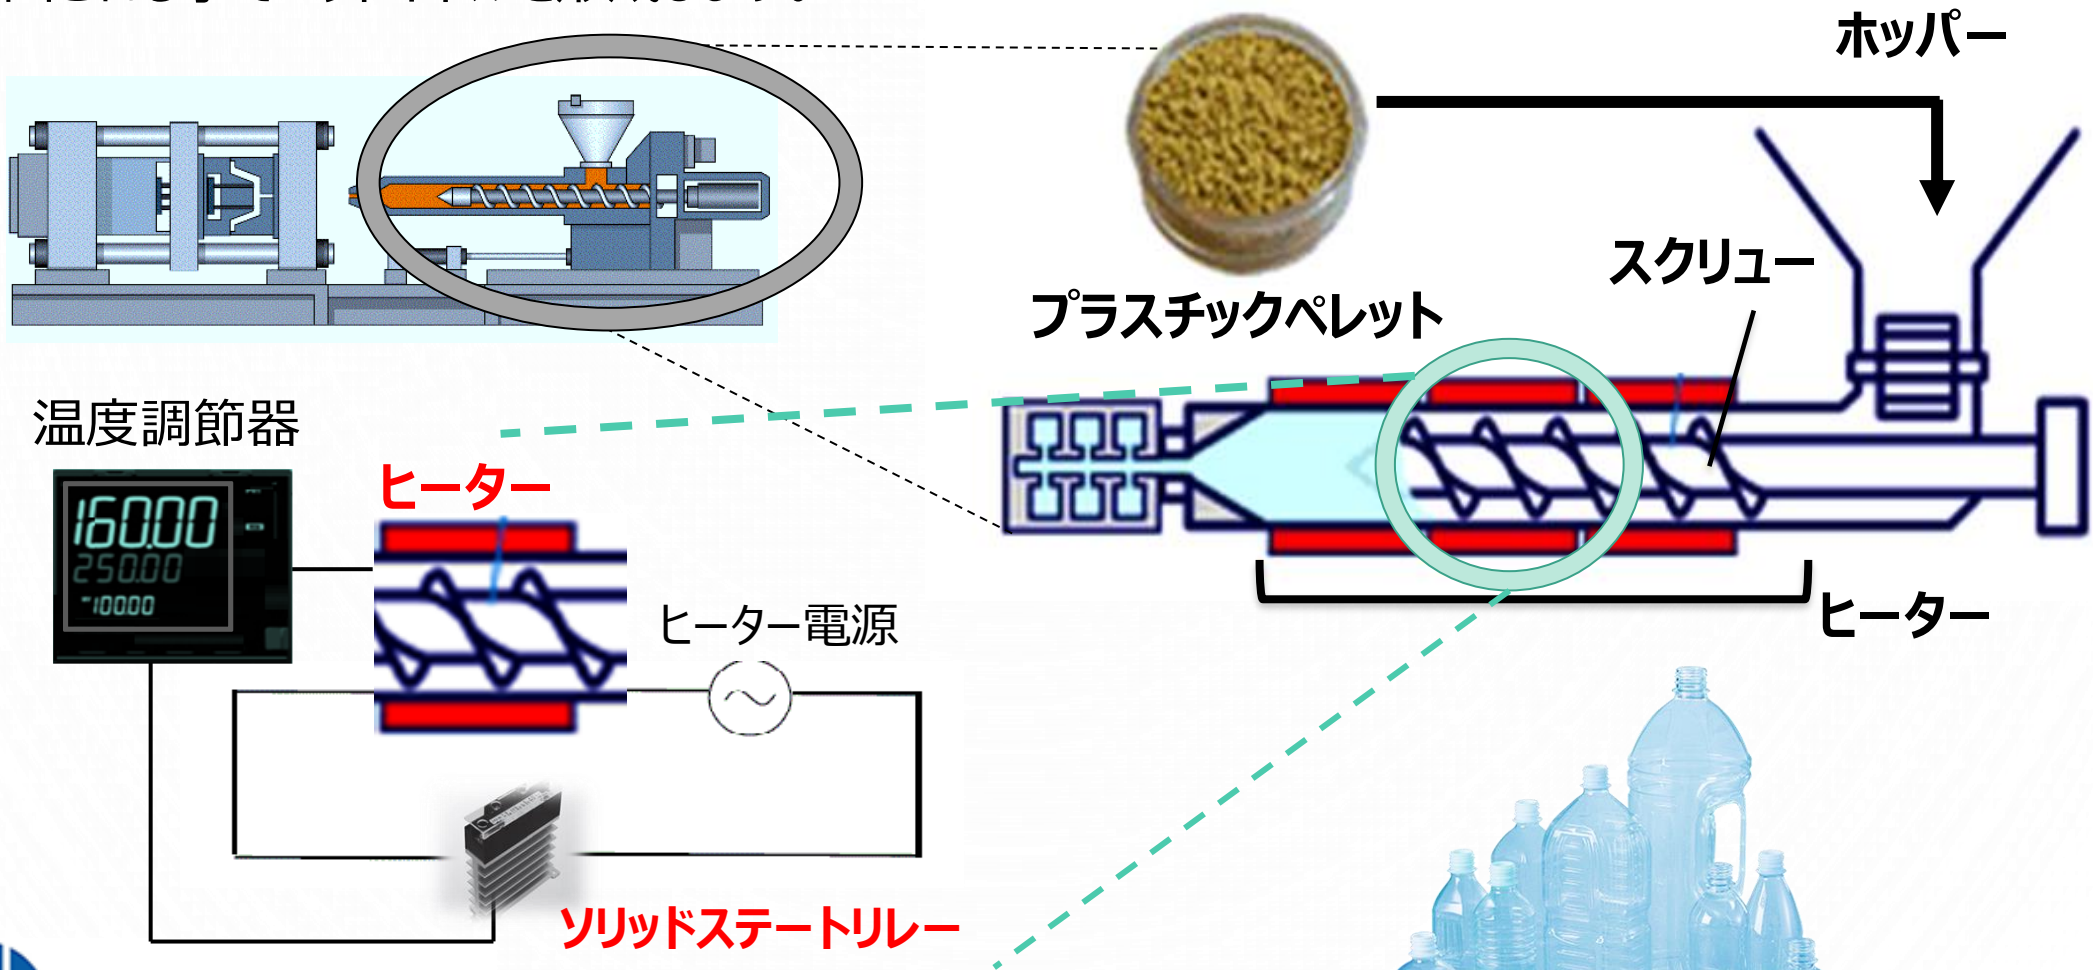 ホッパー
スクリュー
プラスチックペレット
温度調節器
160.00
250.00
-100.00
ヒーター
ヒーター電源
ヒーター
ソリッドステートリレー